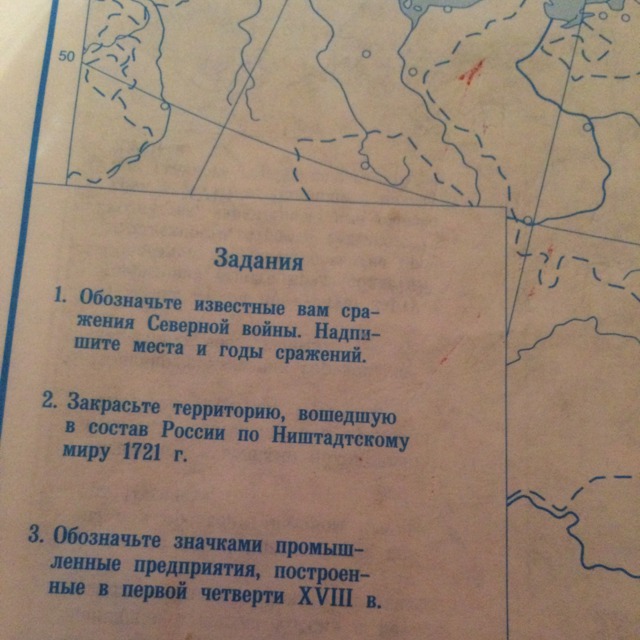 50
Задания
1. Обозначьте известные вам сра-
жения Северной войны. Надпи-
шите места и годы сражений.
2. Закрасьте территорию, вошедшую
в состав России по Ништадтскому
миру 1721 г.
3. Обозначьте значками промыш-
ленные предприятия, построен-
ные в первой четверти XVIII в.